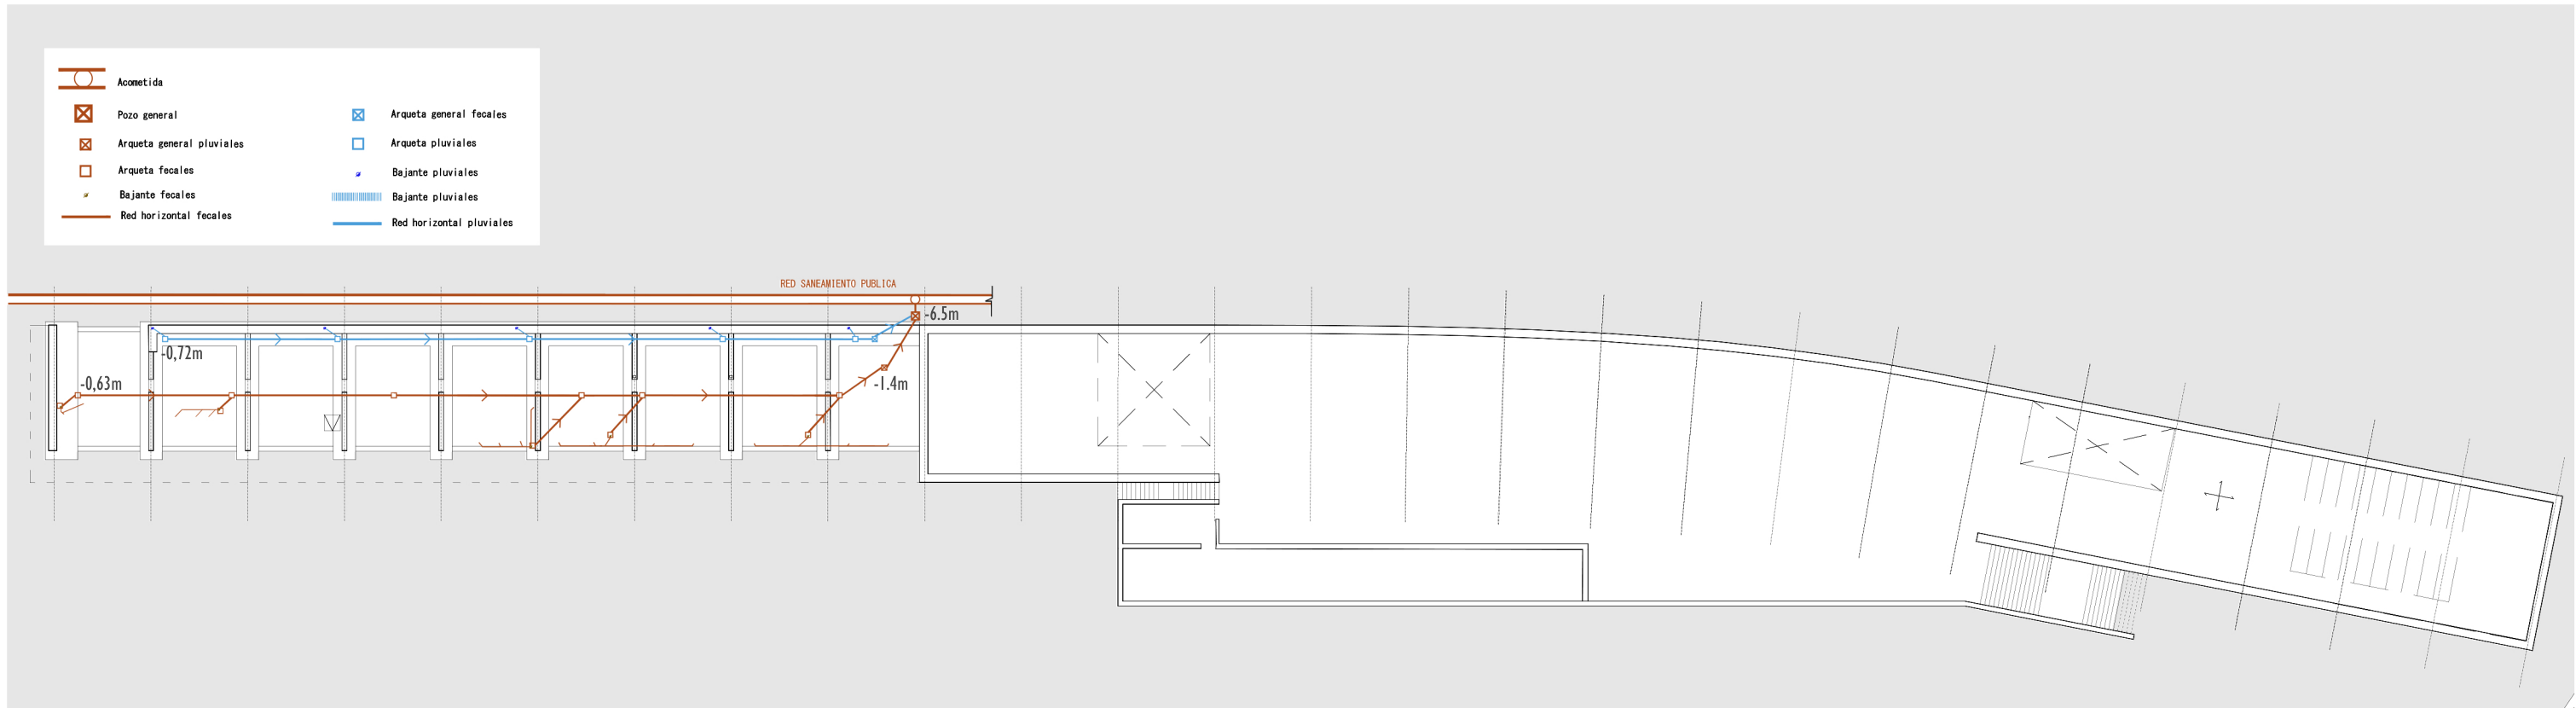 Acometida
Pozo general
Arqueta general pluviales
Arqueta fecales
Bajante fecales
Red horizontal fecales
Arqueta general fecales
Arqueta pluviales
Bajante pluviales
Bajante pluviales
Red horizontal pluviales
RED SANEAMIENTO PUBLICA
-6.5m
-0,72m
-0,63m
-1.4m